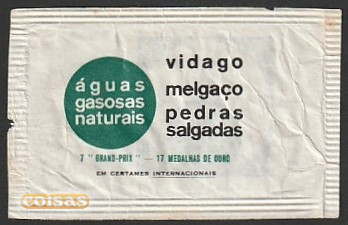 águas
gasosas
naturais
vidago
melgaço
pedras
salgadas
7 "GRAND-PRIX" — 17 MEDALHAS DE OURO
EM CERTAMES INTERNACIONAIS
coisas